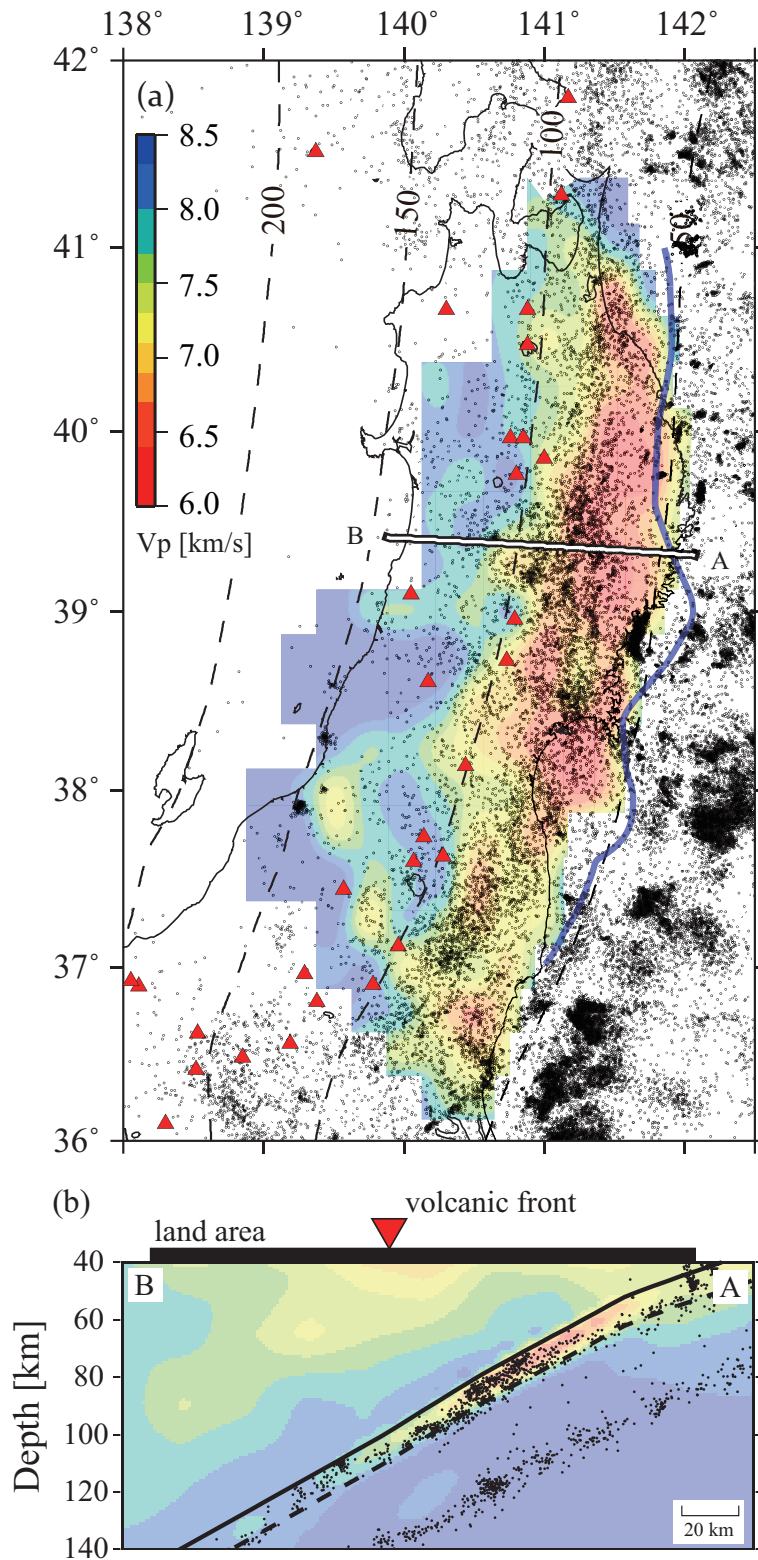 138 139 140 141 142
42°
(a)
8.5
8.0
7.5
7.0
6.5
6.0
Vp [km/s]
200
150
100
50
41°
40°
B
A
39°
38°
37°
36°
(b)
volcanic front
land area
B
A
40
60
80
100
120
140
Depth [km]
20 km